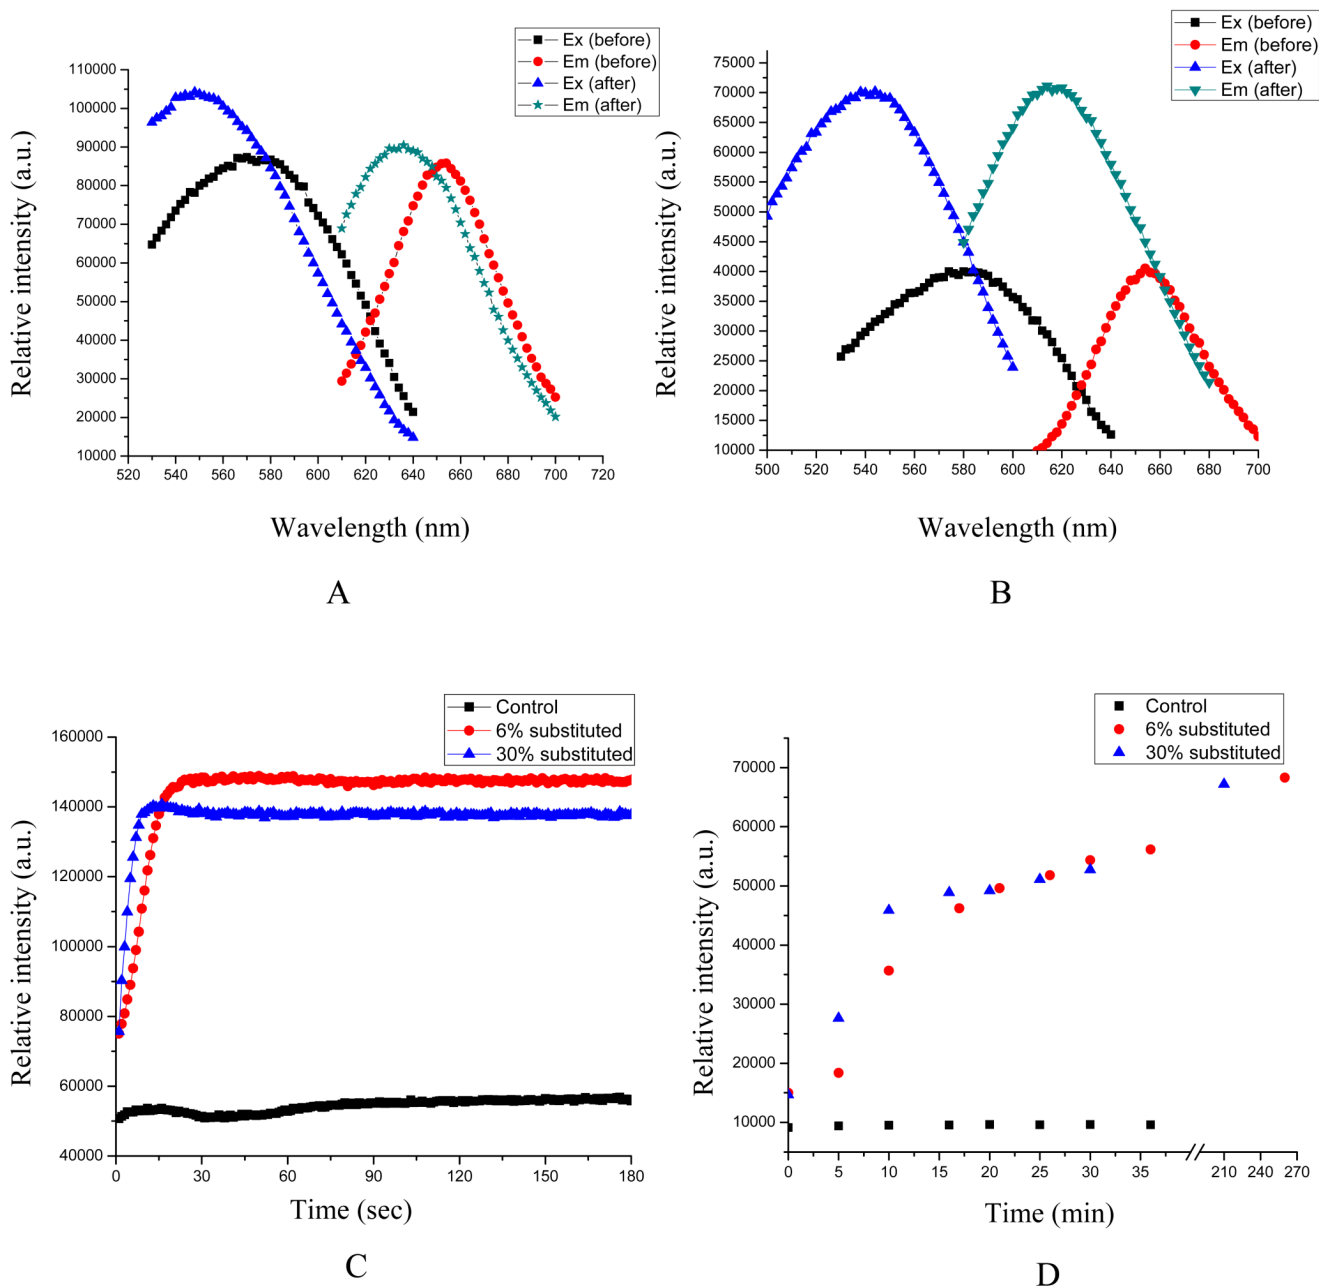 Ex (before)
Em (before)
Ex (after)
Em (after)
110000
100000
90000
80000
70000
60000
50000
40000
30000
20000
10000
520 540 560 580 600 620 640 660 680 700 720
Relative intensity (a.u.)
Wavelength (nm)
A
Ex (before)
Em (before)
Ex (after)
Em (after)
75000
70000
65000
60000
55000
50000
45000
40000
35000
30000
25000
20000
15000
10000
500 520 540 560 580 600 620 640 660 680 700
Relative intensity (a.u.)
Wavelength (nm)
B
Control
6% substituted
30% substituted
160000
140000
120000
100000
80000
60000
40000
0 30 60 90 120 150 180
Relative intensity (a.u.)
Time (sec)
C
Control
6% substituted
30% substituted
70000
60000
50000
40000
30000
20000
10000
0 5 10 15 20 25 30 35 210 240 270
Relative intensity (a.u.)
Time (min)
D